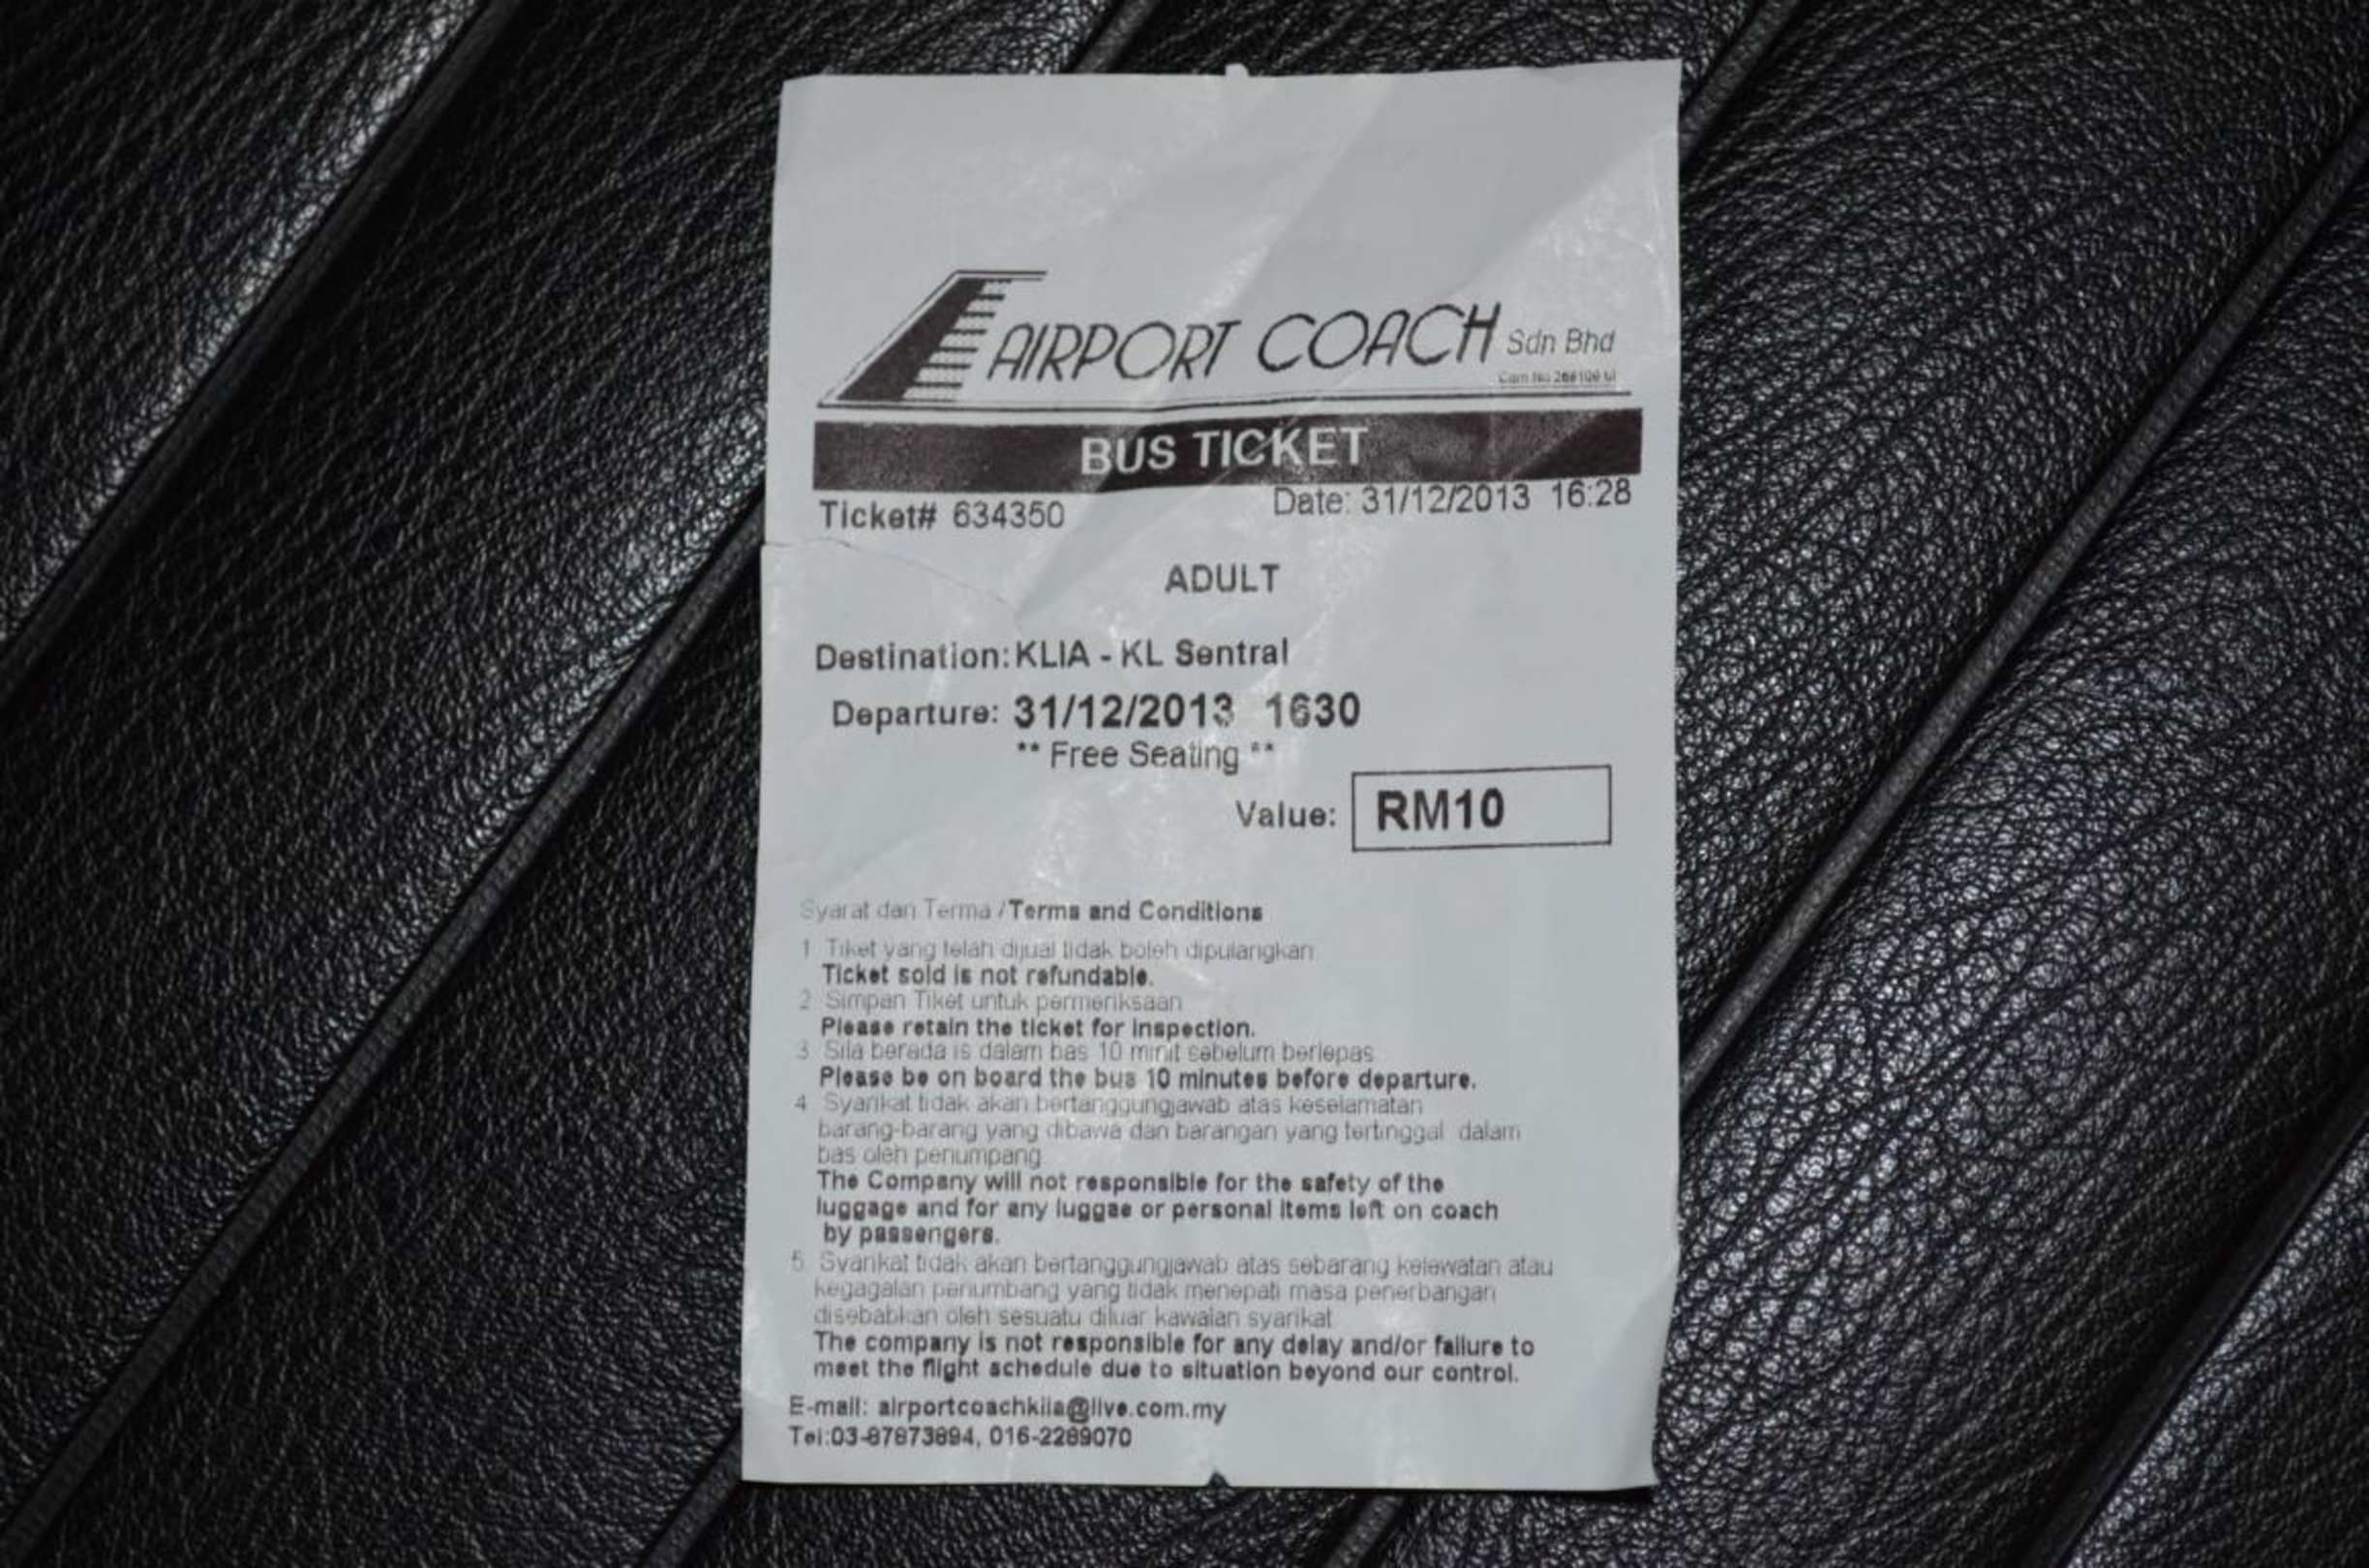 AIRPORT COACH Sdn Bhd
BUS TICKET
Ticket# 634350 Date: 31/12/2013 16:28
ADULT
Destination: KLIA - KL Sentral
Departure: 31/12/2013 1630
** Free Seating **
Value: RM10
Syarat dan Terma / Terms and Conditions
1 Tiket yang telah dijual tidak boleh dipulangkan
Ticket sold is not refundable.
2 Simpan Tiket untuk permeriksaan
Please retain the ticket for inspection.
3 Sila berada is dalam bas 10 minit sebelum berlepas
Please be on board the bus 10 minutes before departure.
4 Syarikat tidak akan bertanggungjawab atas keselamatan
barang-barang yang dibawa dan barangan yang tertinggal dalam
bas oleh penumpang
The Company will not responsible for the safety of the
luggage and for any luggae or personal items left on coach
by passengers.
5 Syarikat tidak akan bertanggungjawab atas sebarang kelewatan atau
kegagalan penumbang yang tidak menepati masa penerbangan
disebabkan oleh sesuatu diluar kawalan syarikat
The company is not responsible for any delay and/or failure to
meet the flight schedule due to situation beyond our control.
E-mail: airportcoachklia@live.com.my
Tel:03-87873894, 016-2289070